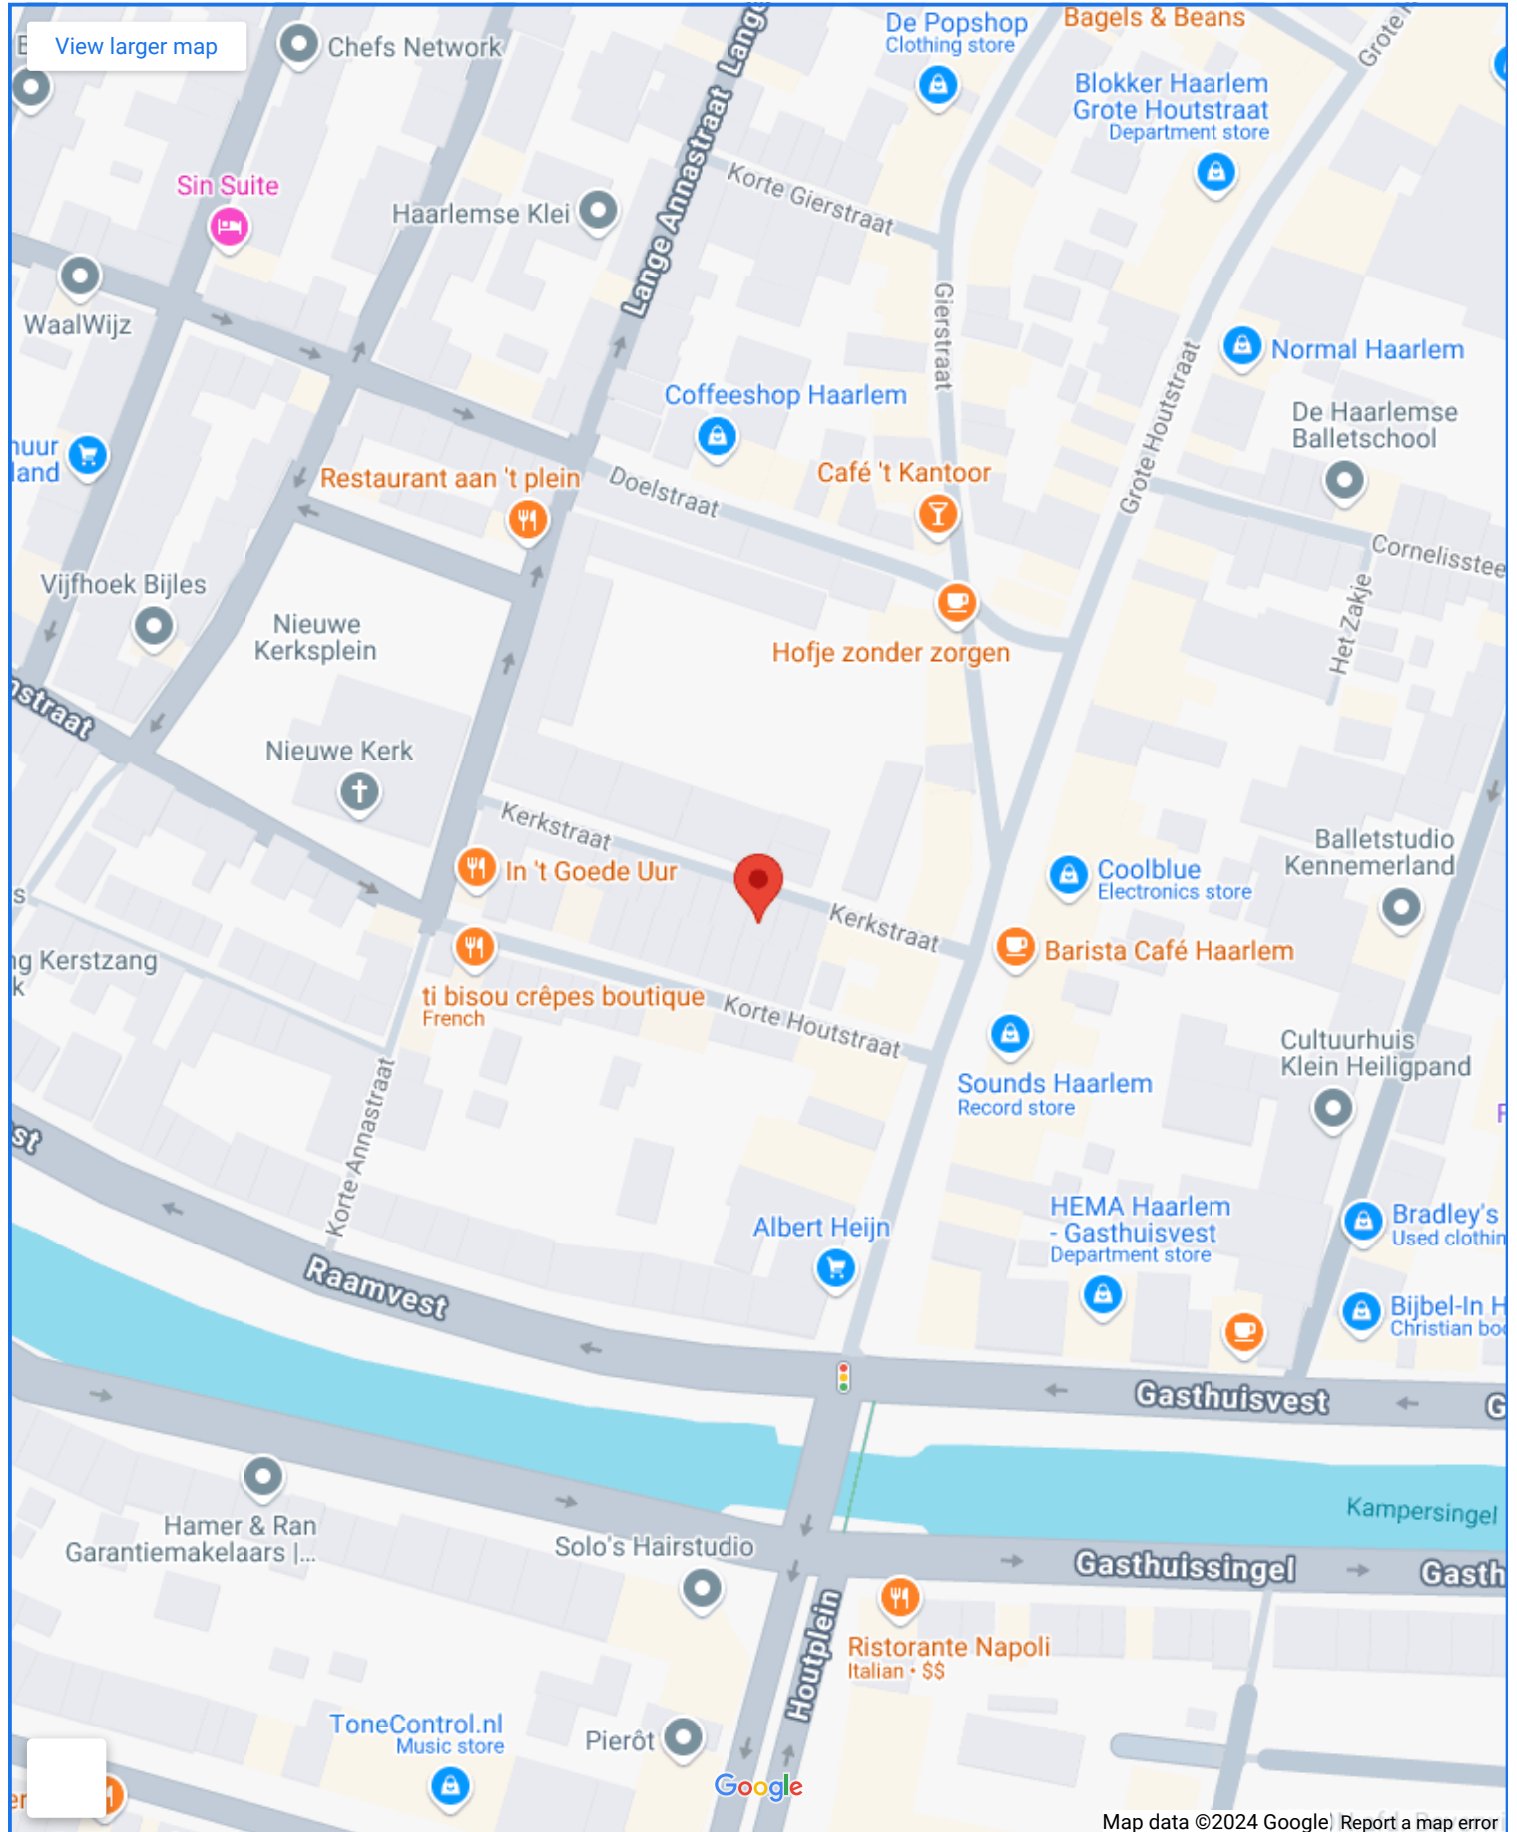 View larger map
Chefs Network
Lange
De Popshop
Clothing store
Bagels & Beans
Blokker Haarlem
Grote Houtstraat
Department store
Sin Suite
Haarlemse Klei
Lange Annastraat
Korte Gierstraat
WaalWijz
Gierstraat
Normal Haarlem
Coffeeshop Haarlem
Grote Houtstraat
De Haarlemse
Balletschool
Restaurant aan 't plein
Doelstraat
Café 't Kantoor
Vijfhoek Bijles
Nieuwe
Kerksplein
Het Zakje
Hofje zonder zorgen
Nieuwe Kerk
Kerkstraat
In 't Goede Uur
Coolblue
Electronics store
Balletstudio
Kennemerland
Kerkstraat
Barista Café Haarlem
ti bisou crêpes boutique
French
Korte Houtstraat
Sounds Haarlem
Record store
Cultuurhuis
Klein Heiligpand
Korte Annastraat
Albert Heijn
HEMA Haarlem
- Gasthuisvest
Department store
Bradley's
Raamvest
Gasthuisvest
Kampersingel
Hamer & Ran
Garantiemakelaars |...
Solo's Hairstudio
Gasthuissingel
Houtplein
Ristorante Napoli
Italian • $$
ToneControl.nl
Music store
Pierôt
Google
Map data ©2024 Google
Report a map error